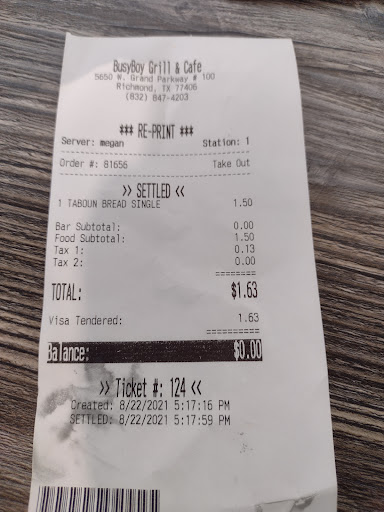 BusyBoy Grill & Cafe
5650 N. Grand Parkway # 100
Richmond, TX 77406
(832) 847-4203
*** RE-PRINT ***
Server: megan Station: 1
Order #: 81656 Take Out
>> SETTLED <<
1 TABOUN BREAD SINGLE 1.50
Bar Subtotal: 0.00
Food Subtotal: 1.50
Tax 1: 0.13
Tax 2: 0.00
========
TOTAL: $1.63
Visa Tendered: 1.63
==========
Balance: $0.00
>> Ticket #: 124 <<
Created: 8/22/2021 5:17:16 PM
SETTLED: 8/22/2021 5:17:59 PM